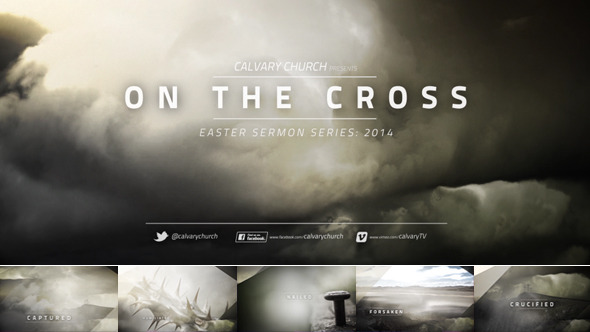 CALVARY CHURCH PRESENTS
ON THE CROSS
EASTER SERMON SERIES: 2014
@calvarychurch
Find us on facebook.
www.facebook.com/calvarychurch
www.vimeo.com/calvaryTV
CAPTURED
NAILED
FORSAKEN
CRUCIFIED